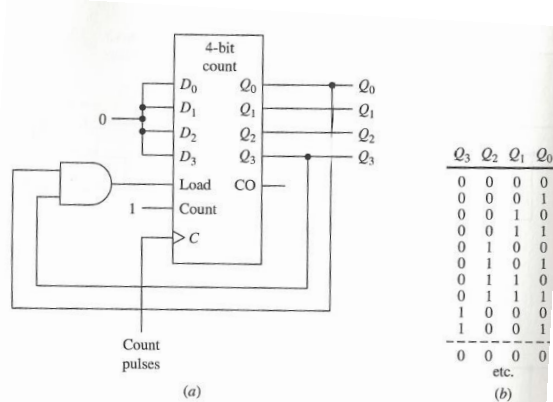 4-bit
count
D0 Q0 Q0
D1 Q1 Q1
0 D2 Q2 Q2
D3 Q3 Q3
Load CO
1 Count
C
Count
pulses
(a)
Q3 Q2 Q1 Q0
0 0 0 0
0 0 0 1
0 0 1 0
0 0 1 1
0 1 0 0
0 1 0 1
0 1 1 0
0 1 1 1
1 0 0 0
1 0 0 1
0 0 0 0
etc.
(b)